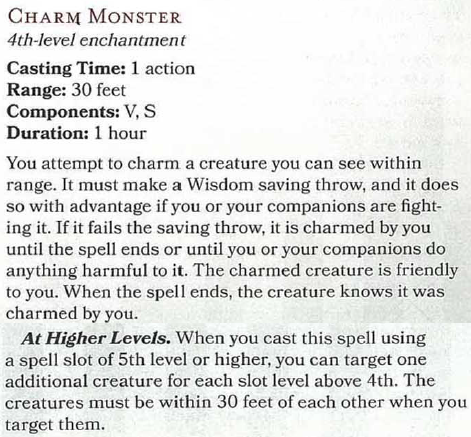 CHARM MONSTER
4th-level enchantment
Casting Time: 1 action
Range: 30 feet
Components: V, S
Duration: 1 hour
You attempt to charm a creature you can see within
range. It must make a Wisdom saving throw, and it does
so with advantage if you or your companions are fight-
ing it. If it fails the saving throw, it is charmed by you
until the spell ends or until you or your companions do
anything harmful to it. The charmed creature is friendly
to you. When the spell ends, the creature knows it was
charmed by you.
At Higher Levels. When you cast this spell using
a spell slot of 5th level or higher, you can target one
additional creature for each slot level above 4th. The
creatures must be within 30 feet of each other when you
target them.